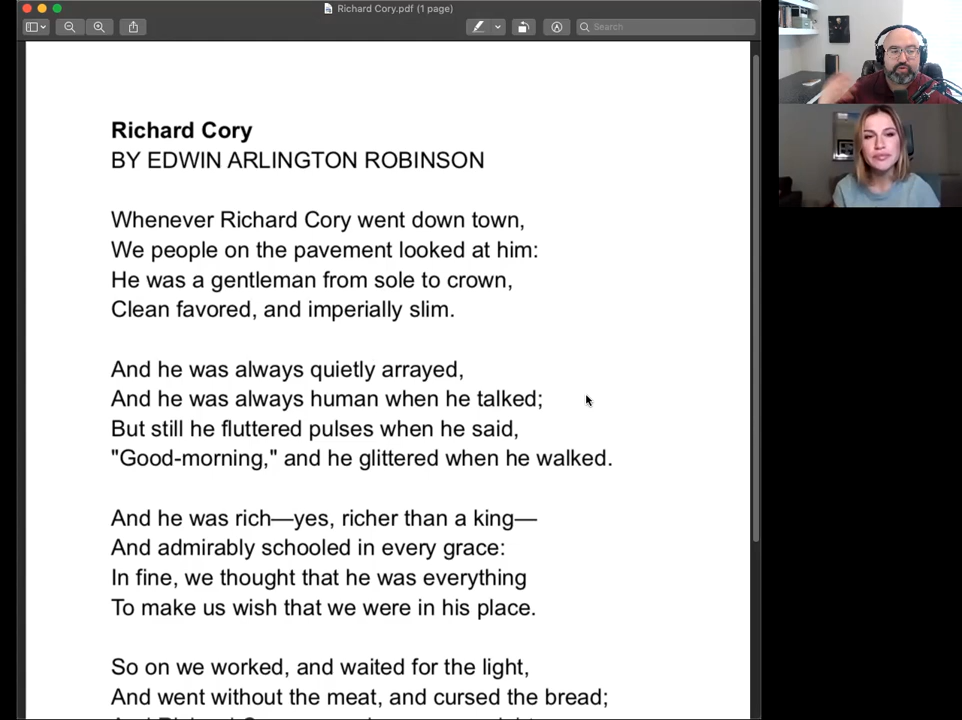 Richard Cory.pdf (1 page)
Search
Richard Cory
BY EDWIN ARLINGTON ROBINSON
Whenever Richard Cory went down town,
We people on the pavement looked at him:
He was a gentleman from sole to crown,
Clean favored, and imperially slim.
And he was always quietly arrayed,
And he was always human when he talked;
But still he fluttered pulses when he said,
"Good-morning," and he glittered when he walked.
And he was rich—yes, richer than a king—
And admirably schooled in every grace:
In fine, we thought that he was everything
To make us wish that we were in his place.
So on we worked, and waited for the light,
And went without the meat, and cursed the bread;